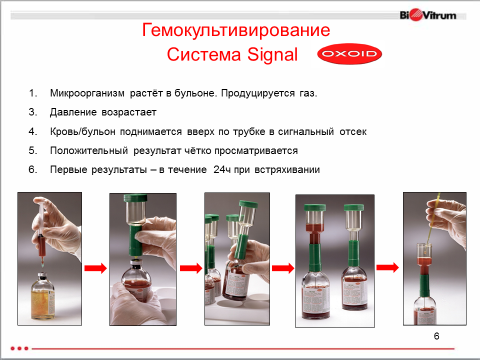 BioVitrum
Гемокультивирование
Система Signal OXOID
1. Микроорганизм растёт в бульоне. Продуцируется газ.
3. Давление возрастает
4. Кровь/бульон поднимается вверх по трубке в сигнальный отсек
5. Положительный результат чётко просматривается
6. Первые результаты – в течение 24ч при встряхивании
6